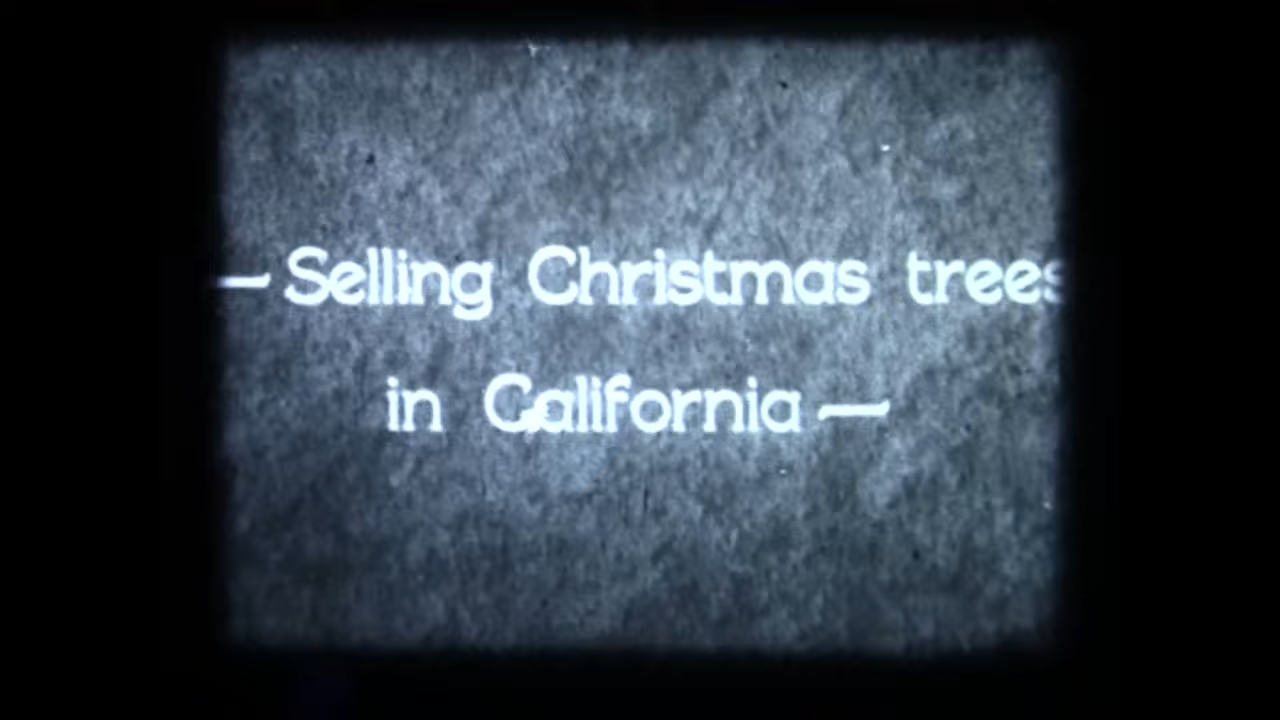 — Selling Christmas trees
in California —